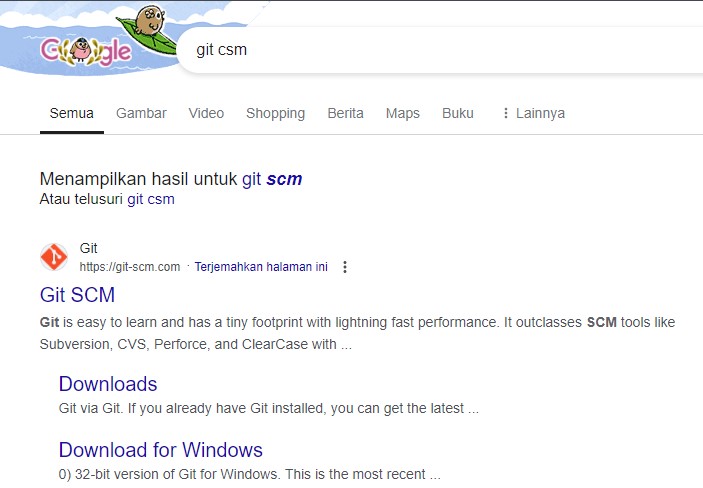 Google
git csm
Semua Gambar Video Shopping Berita Maps Buku Lainnya
Menampilkan hasil untuk git scm
Atau telusuri git csm
Git
https://git-scm.com · Terjemahkan halaman ini
Git SCM
Git is easy to learn and has a tiny footprint with lightning fast performance. It outclasses SCM tools like
Subversion, CVS, Perforce, and ClearCase with ...
Downloads
Git via Git. If you already have Git installed, you can get the latest ...
Download for Windows
0) 32-bit version of Git for Windows. This is the most recent ...